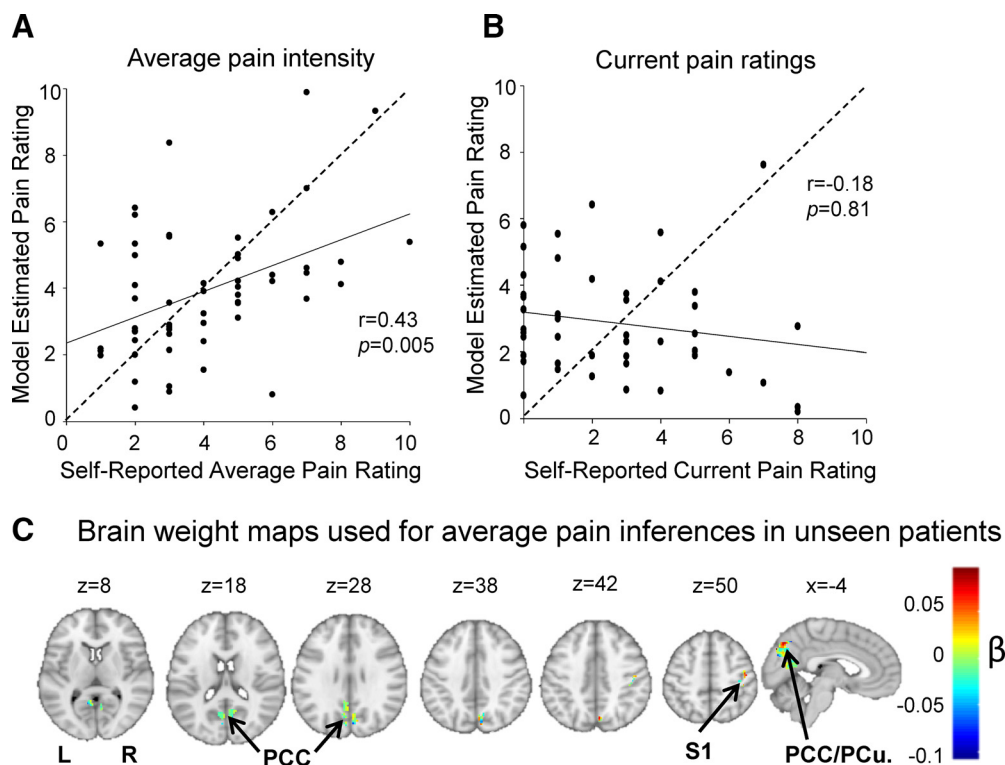 A
Average pain intensity
Model Estimated Pain Rating
10
8
6
4
2
0
0 2 4 6 8 10
r=0.43
p=0.005
Self-Reported Average Pain Rating
B
Current pain ratings
Model Estimated Pain Rating
10
8
6
4
2
0
2 4 6 8 10
r=-0.18
p=0.81
Self-Reported Current Pain Rating
C Brain weight maps used for average pain inferences in unseen patients
z=8 z=18 z=28 z=38 z=42 z=50 x=-4
L R
PCC
S1
PCC/PCu.
0.05
0
-0.05
-0.1
β